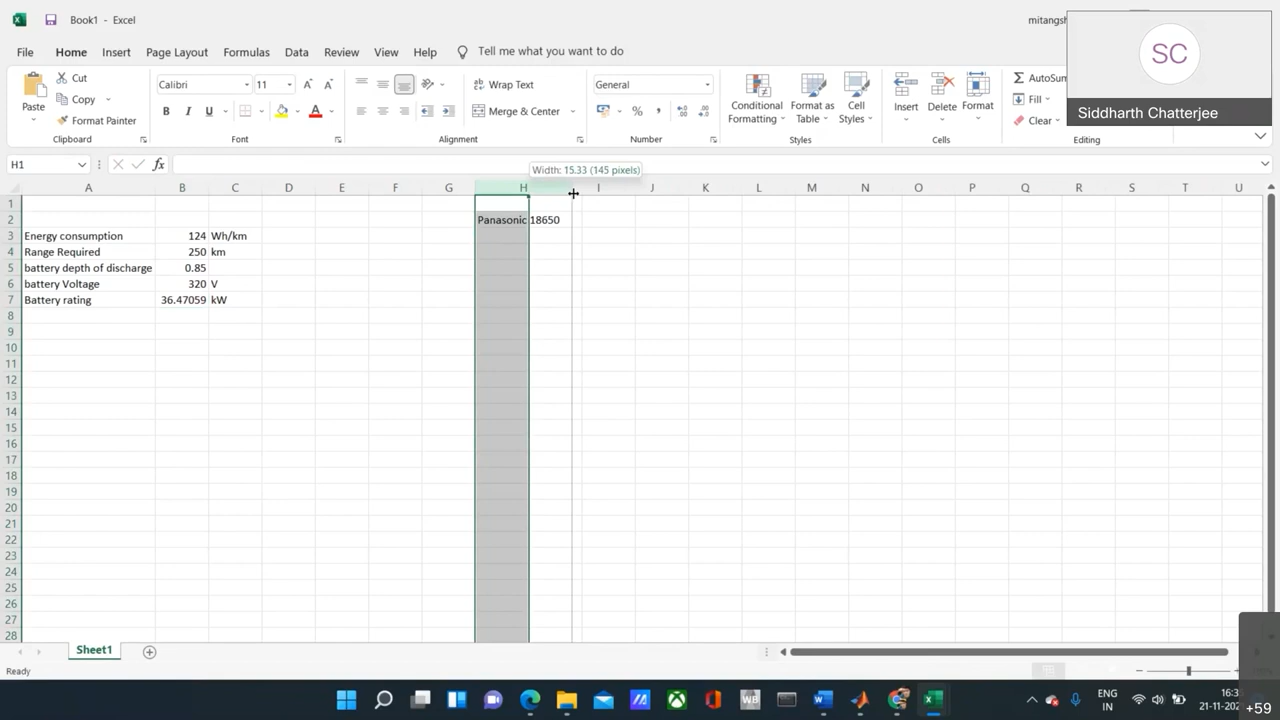 Book1 - Excel
mitangsh
SC
Siddharth Chatterjee
File Home Insert Page Layout Formulas Data Review View Help Tell me what you want to do
Paste
Cut
Copy
Format Painter
Clipboard
Calibri 11
B I U A
Font
Wrap Text
Merge & Center
Alignment
General
% ,
Number
Conditional Formatting
Format as Table
Cell Styles
Styles
Insert Delete Format
Cells
AutoSum
Fill
Clear
Editing
H1 fx
Width: 15.33 (145 pixels)
A B C D E F G H I J K L M N O P Q R S T U
1
2 Panasonic 18650
3 Energy consumption 124 Wh/km
4 Range Required 250 km
5 battery depth of discharge 0.85
6 battery Voltage 320 V
7 Battery rating 36.47059 kW
8
9
10
11
12
13
14
15
16
17
18
19
20
21
22
23
24
25
26
27
28
Sheet1
Ready
ENG
IN
16:3
21-11-202
+59